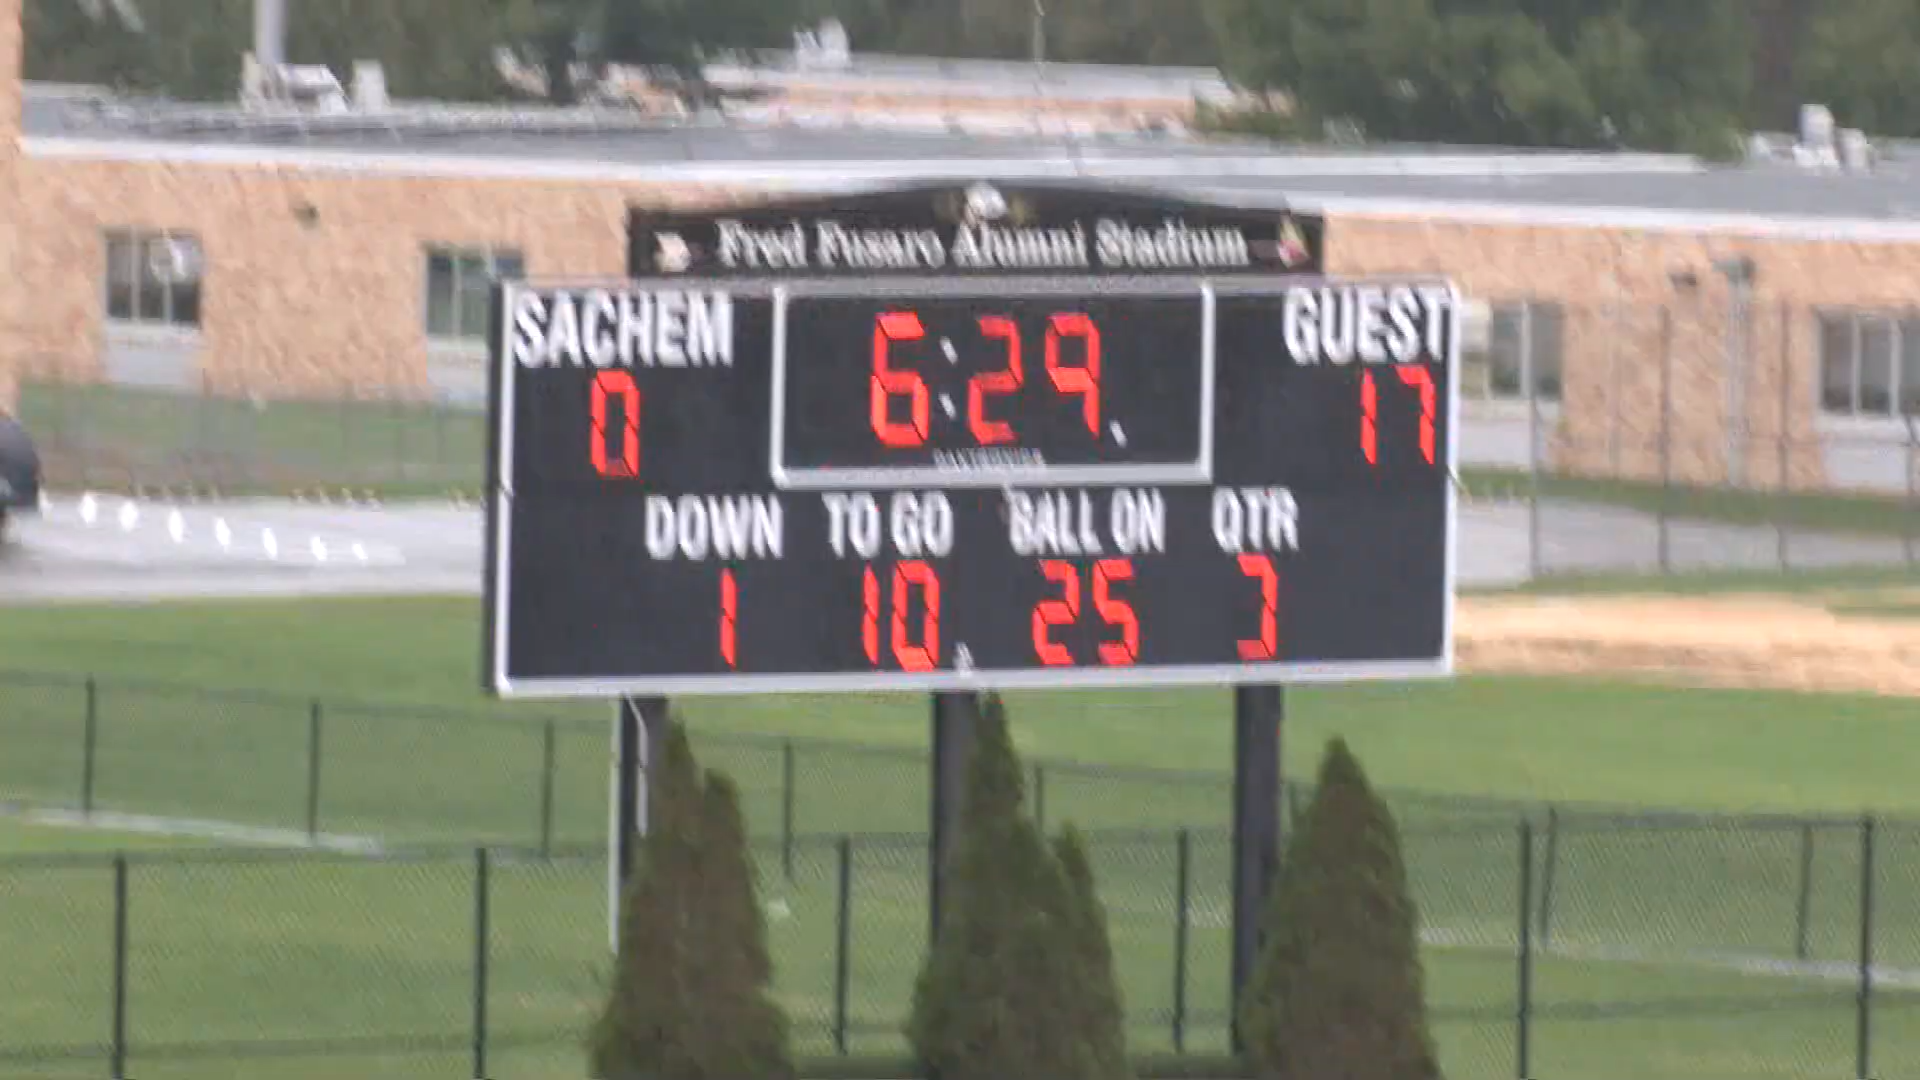 Fred Fusaro Alumni Stadium
SACHEM 6:29 GUEST
0 17
DAKTRONICS
DOWN TO GO BALL ON QTR
1 10 25 3